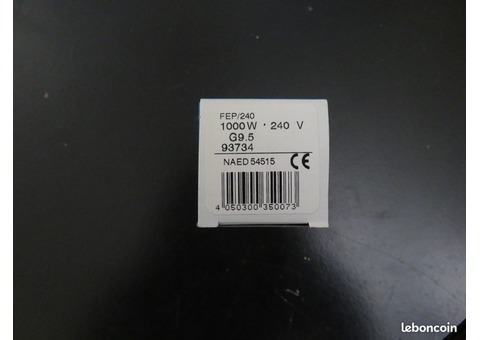 FEP/240
1000W · 240 V
G9.5
93734
NAED 54515
CE
4 050300 350073
leboncoin